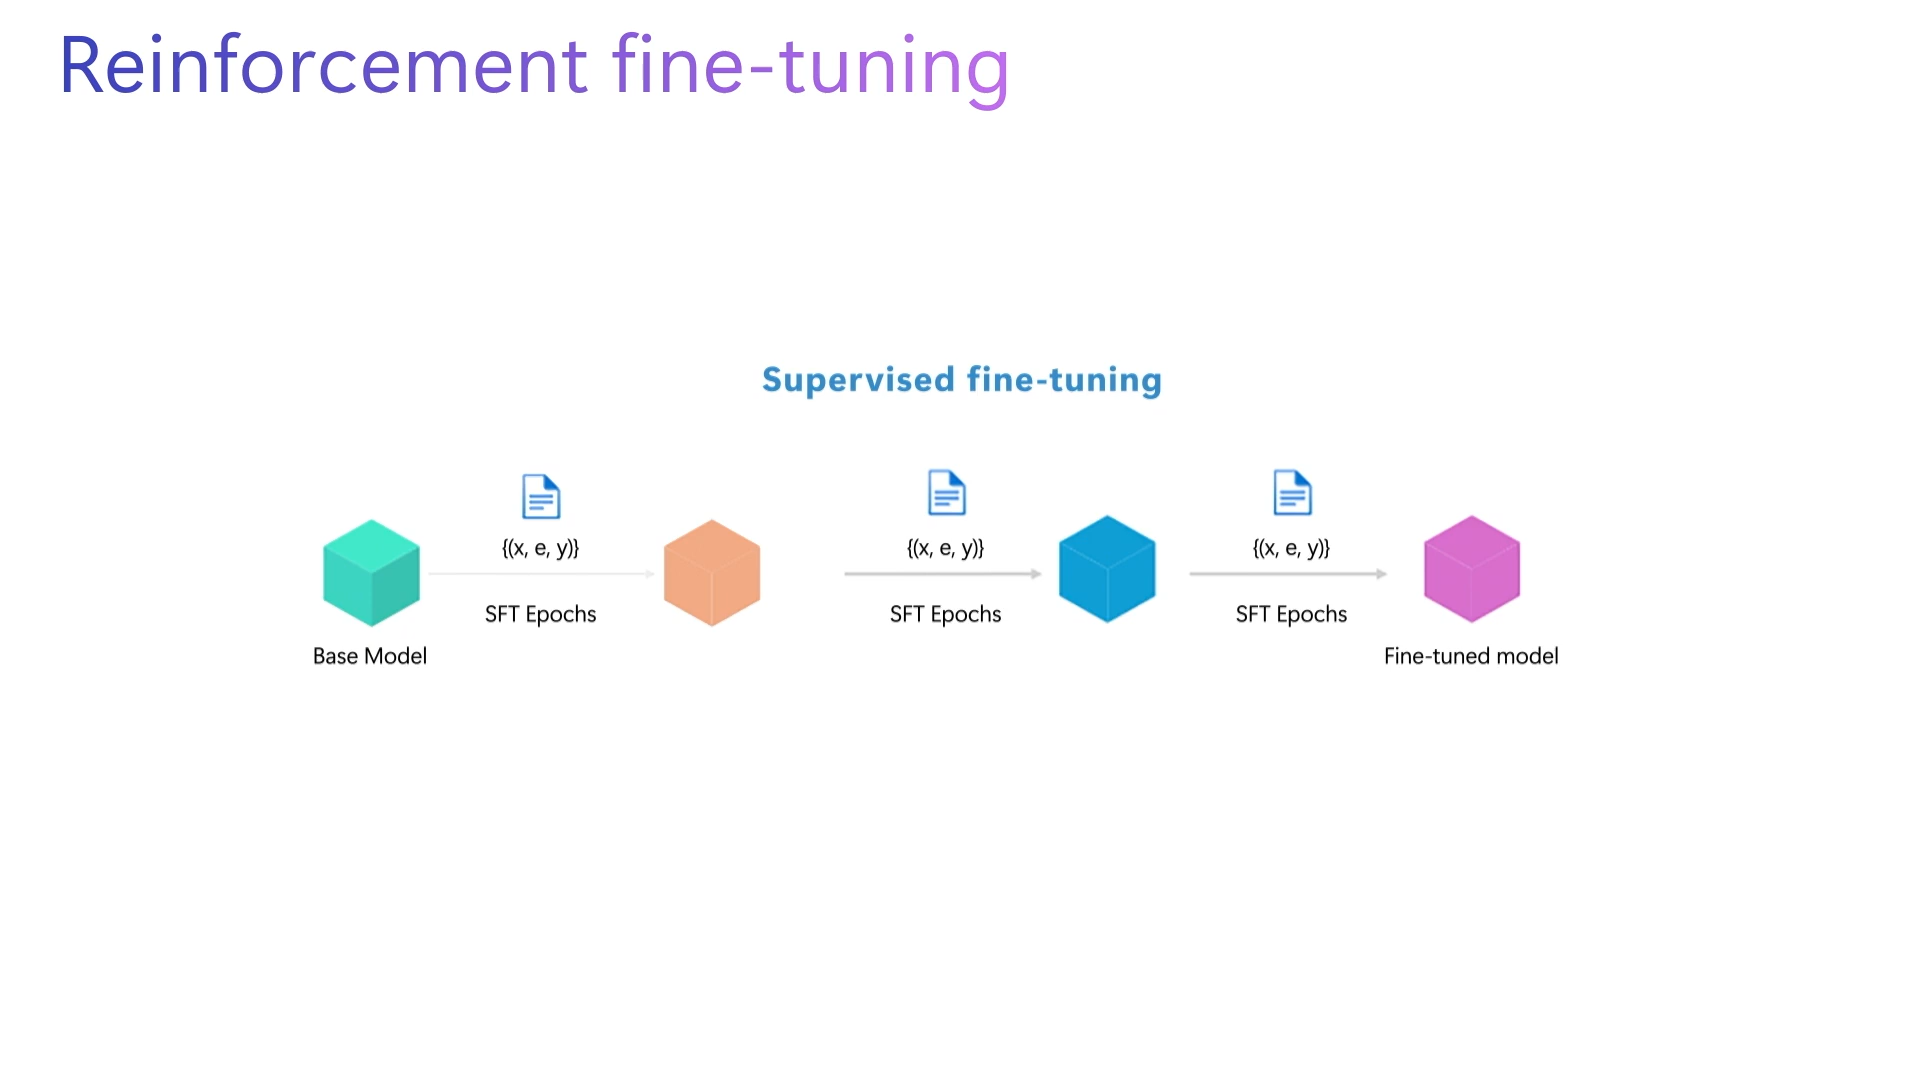 Reinforcement fine-tuning
Supervised fine-tuning
{(x, e, y)}
{(x, e, y)}
{(x, e, y)}
SFT Epochs
SFT Epochs
SFT Epochs
Base Model
Fine-tuned model